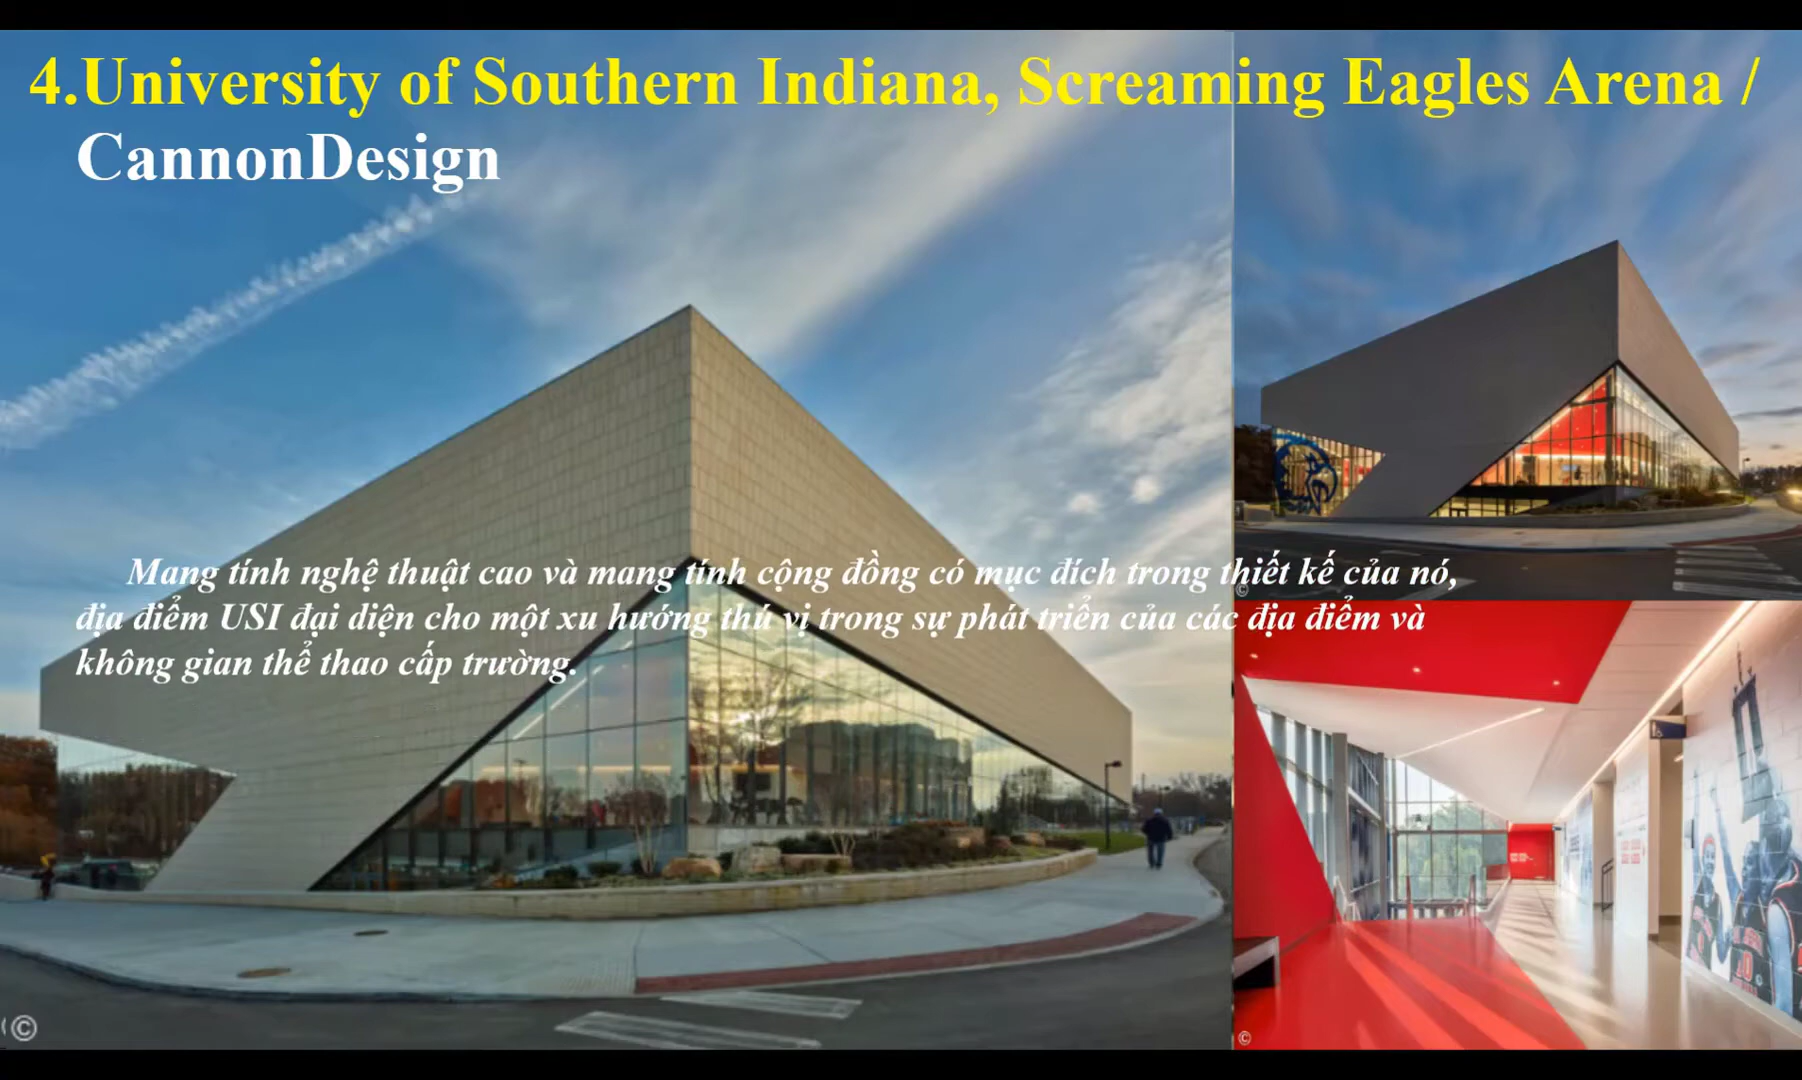 4.University of Southern Indiana, Screaming Eagles Arena /
CannonDesign
Mang tính nghệ thuật cao và mang tính cộng đồng có mục đích trong thiết kế của nó,
địa điểm USI đại diện cho một xu hướng thú vị trong sự phát triển của các địa điểm và
không gian thể thao cấp trường.
©
©
©